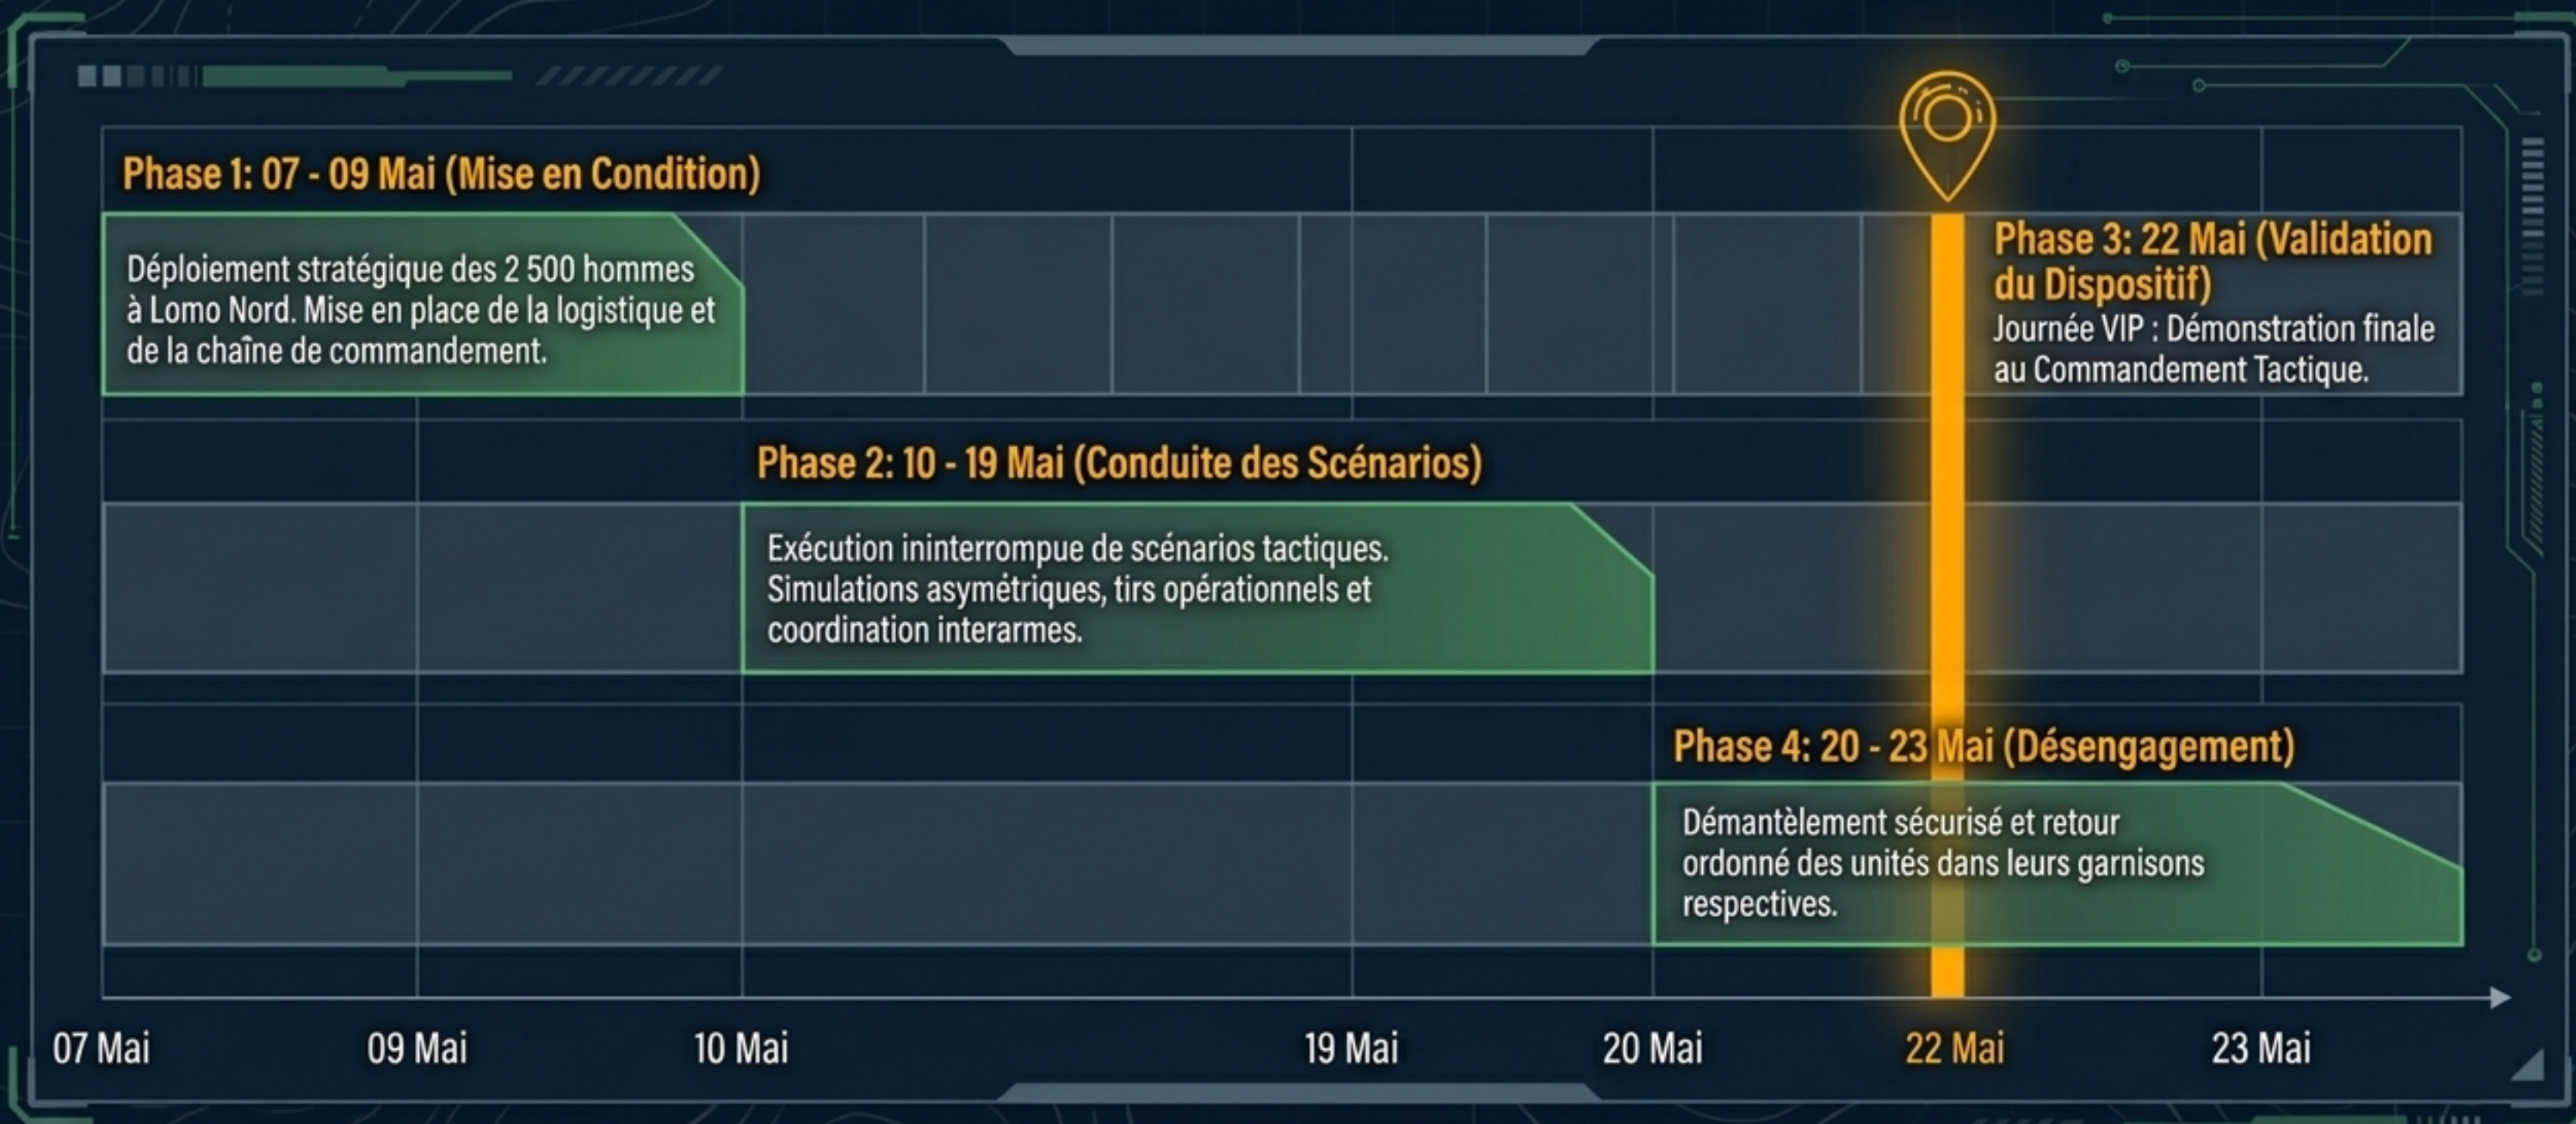 Phase 1: 07 - 09 Mai (Mise en Condition)
Déploiement stratégique des 2 500 hommes
à Lomo Nord. Mise en place de la logistique et
de la chaîne de commandement.
Phase 3: 22 Mai (Validation
du Dispositif)
Journée VIP : Démonstration finale
au Commandement Tactique.
Phase 2: 10 - 19 Mai (Conduite des Scénarios)
Exécution ininterrompue de scénarios tactiques.
Simulations asymétriques, tirs opérationnels et
coordination interarmes.
Phase 4: 20 - 23 Mai (Désengagement)
Démantèlement sécurisé et retour
ordonné des unités dans leurs garnisons
respectives.
07 Mai
09 Mai
10 Mai
19 Mai
20 Mai
22 Mai
23 Mai